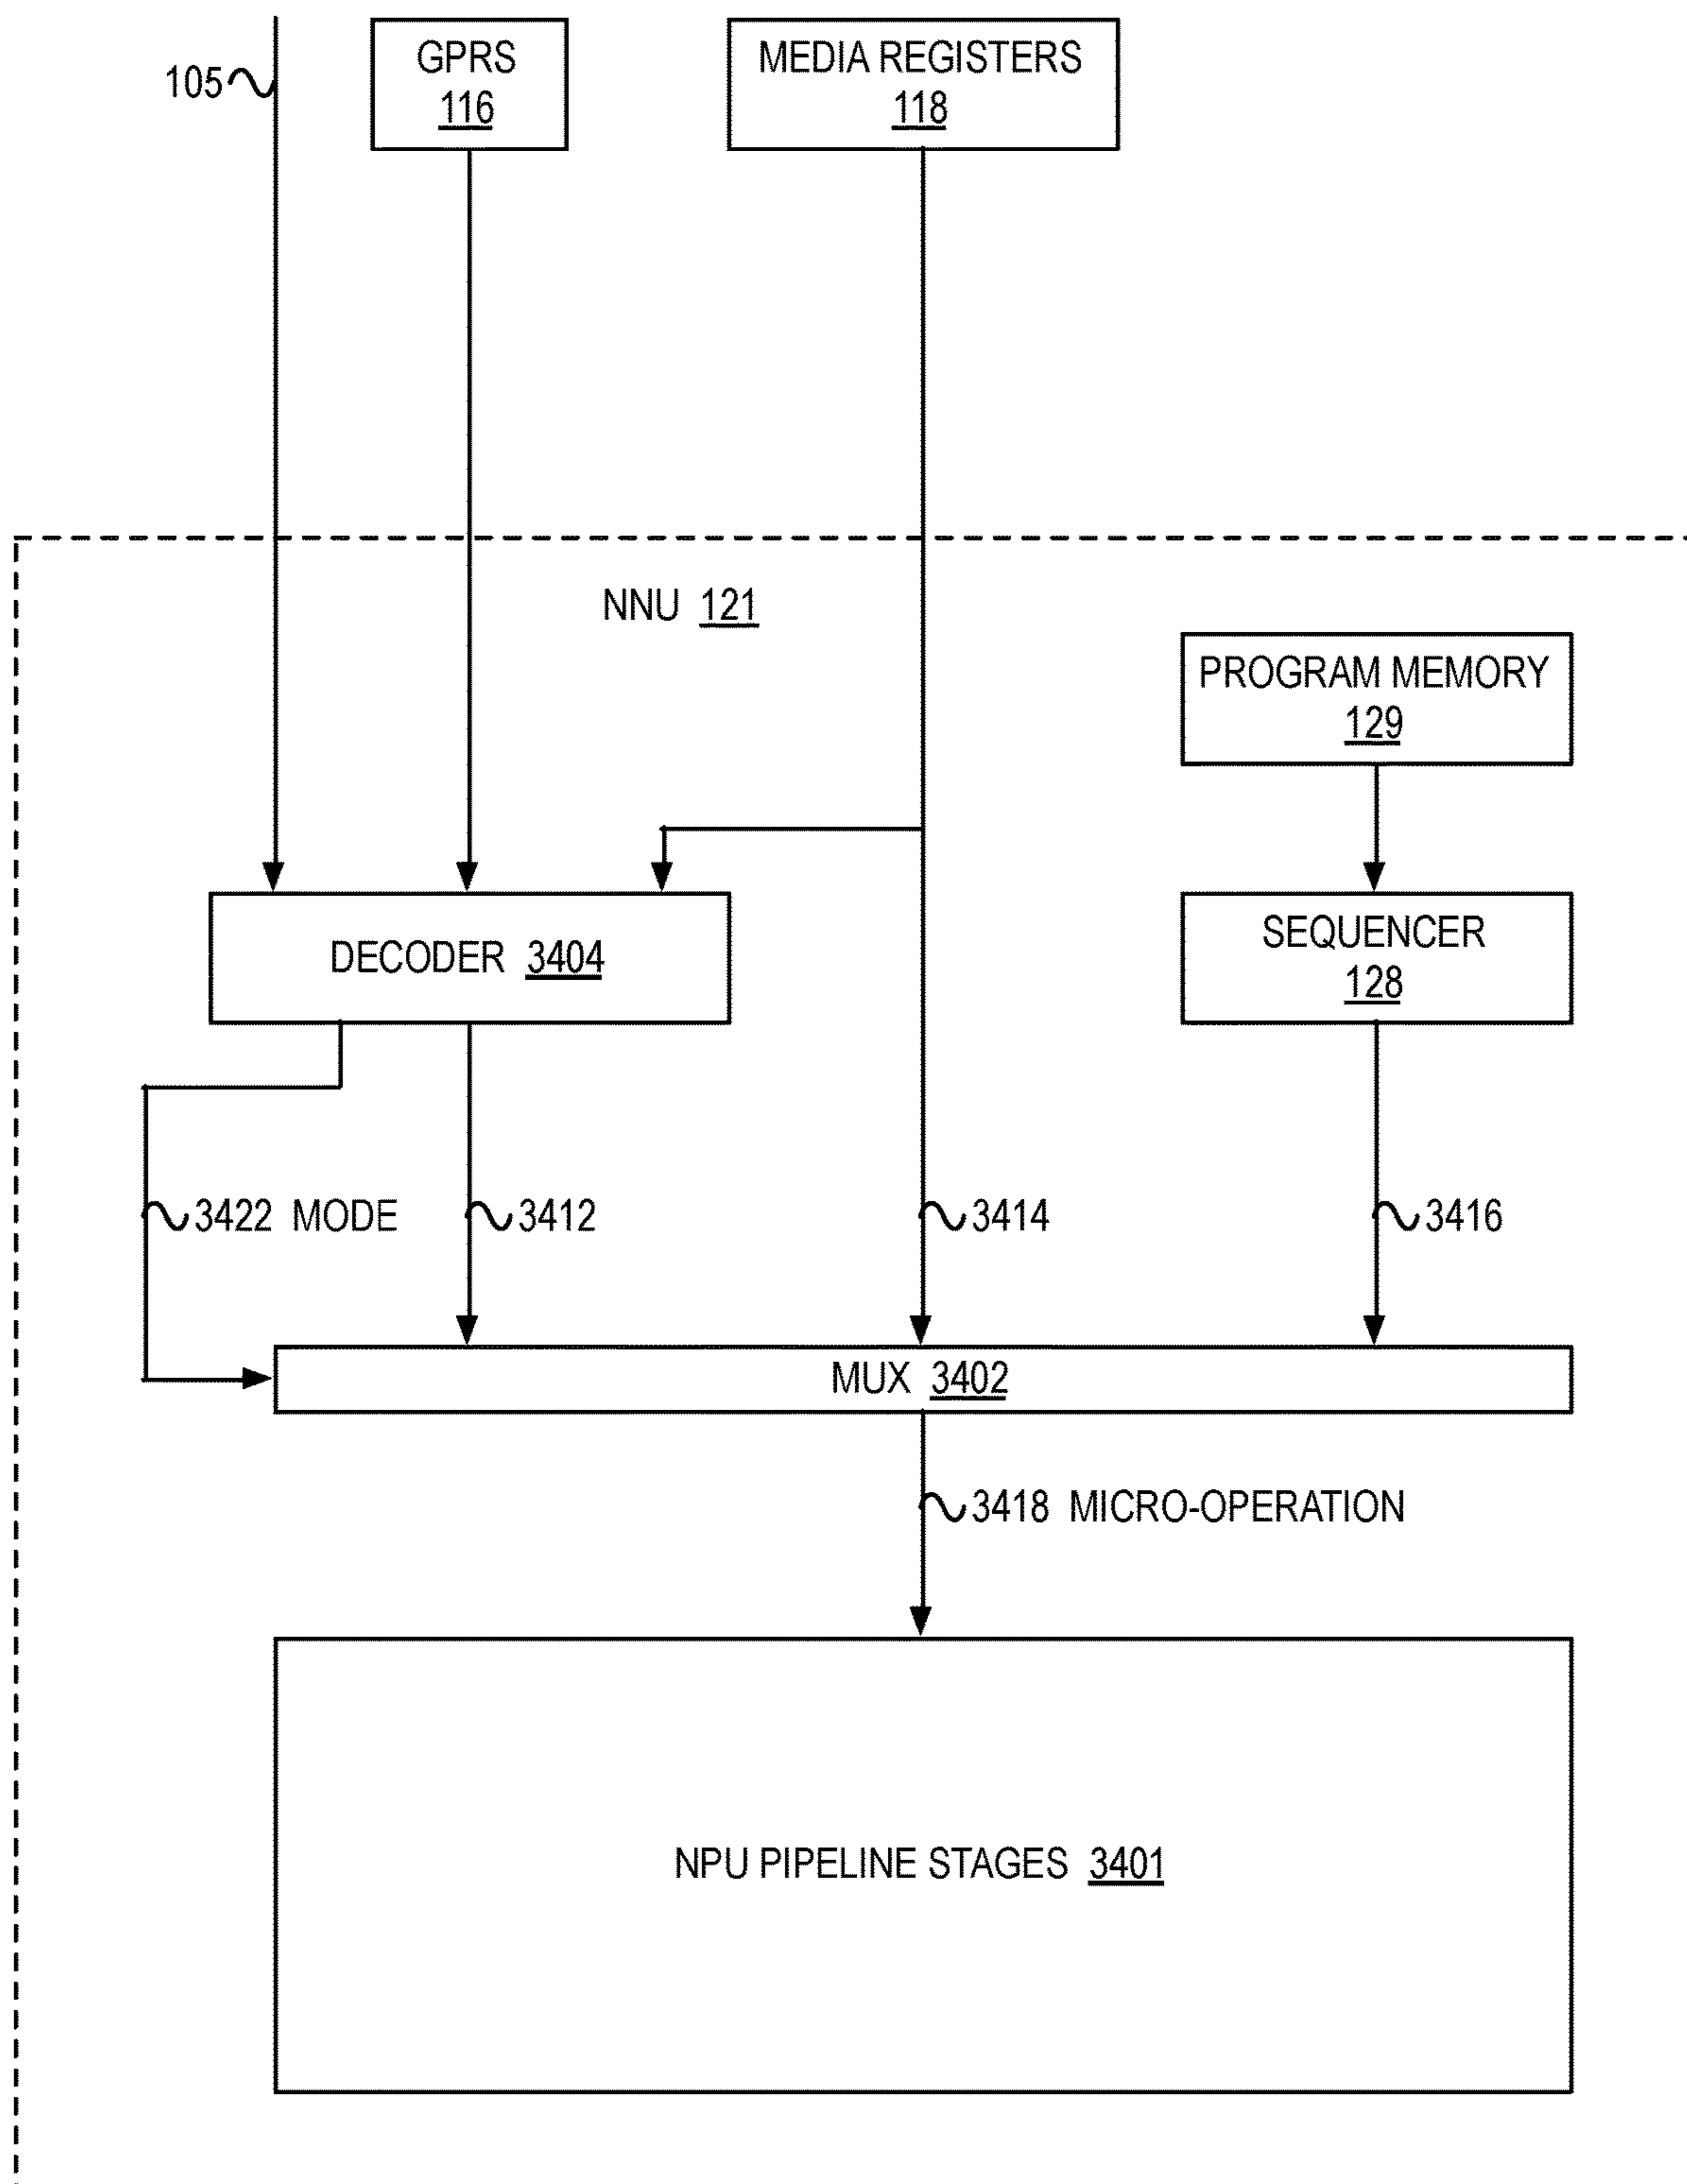 GPRS
116
MEDIA REGISTERS
118
105
NNU 121
PROGRAM MEMORY
129
DECODER 3404
SEQUENCER
128
3422 MODE
3412
3414
3416
MUX 3402
3418 MICRO-OPERATION
NPU PIPELINE STAGES 3401